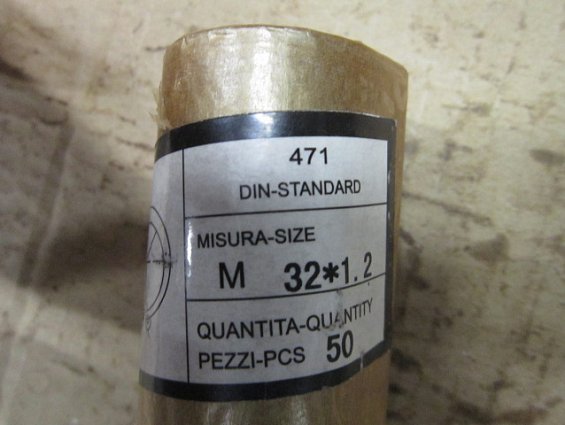 471
DIN-STANDARD
MISURA-SIZE
M 32*1.2
QUANTITA-QUANTITY
PEZZI-PCS 50